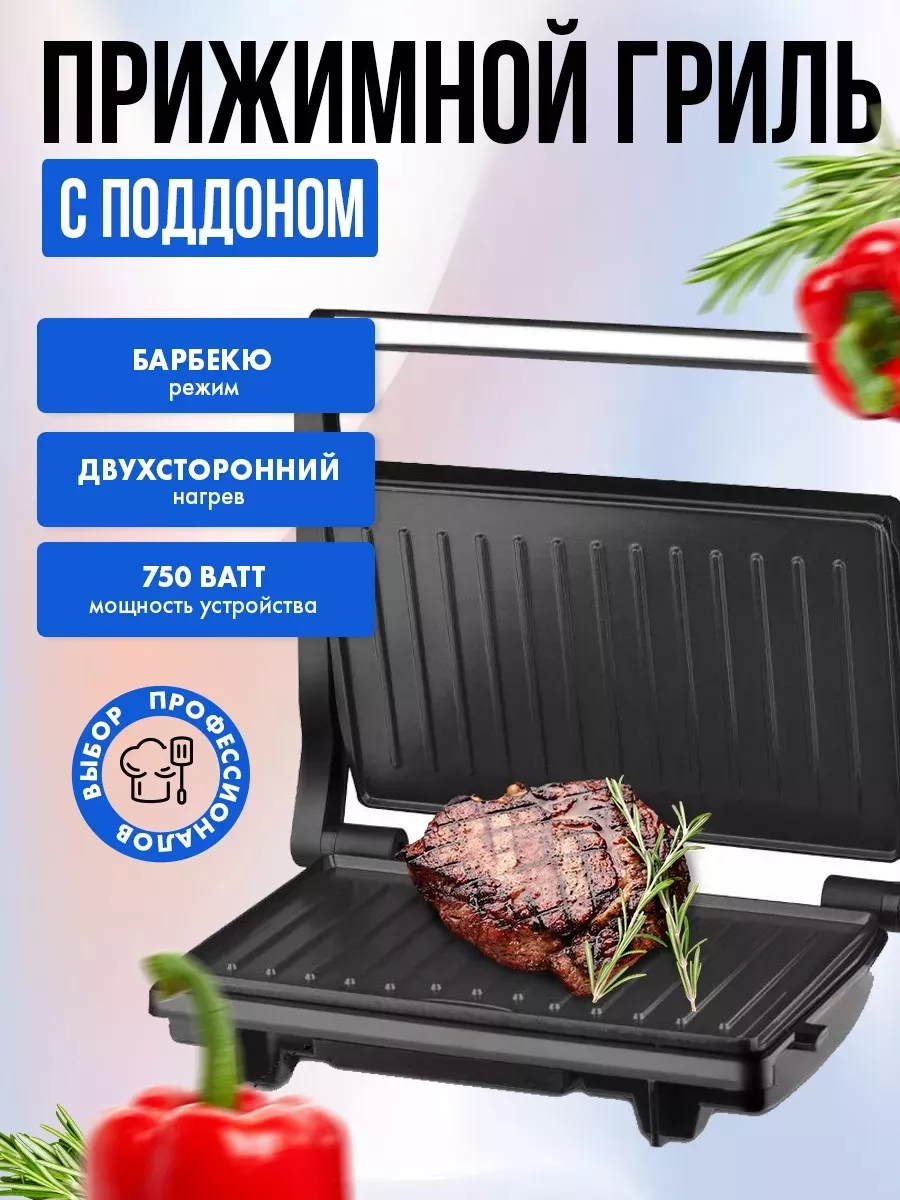 ПРИЖИМНОЙ ГРИЛЬ
С ПОДДОНОМ
БАРБЕКЮ
режим
ДВУХСТОРОННИЙ
нагрев
750 ВАТТ
мощность устройства
ВЫБОР ПРОФЕССИОНАЛОВ